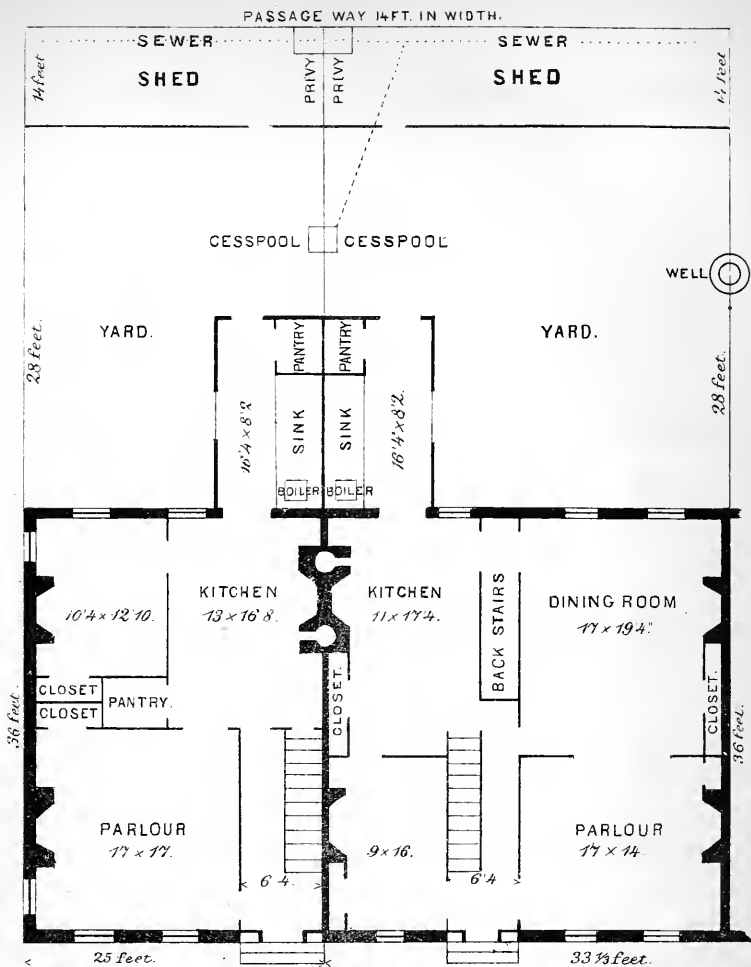 PASSAGE WAY 14FT. IN WIDTH.
SEWER
SEWER
SHED
PRIVY
PRIVY
SHED
14 feet
14 feet
CESSPOOL
CESSPOOL
WELL
YARD.
YARD.
PANTRY
PANTRY
28 feet.
28 feet.
16'4 × 8'2
SINK
SINK
16'4" × 8'2.
BOILER
BOILER
KITCHEN
13 × 16'8.
KITCHEN
11 × 17'4.
BACK STAIRS
DINING ROOM
17 × 19'4."
10'4 × 12'10.
CLOSET
CLOSET
PANTRY.
CLOSET.
CLOSET.
36 feet.
36 feet.
PARLOUR
17 × 17.
9 × 16.
PARLOUR
17 × 14.
6'4.
6'4
25 feet.
33 1/3 feet.